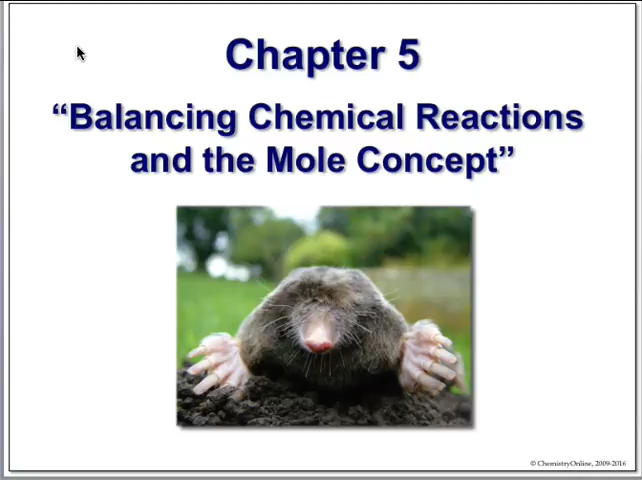 Chapter 5
“Balancing Chemical Reactions
and the Mole Concept”
© ChemistryOnline, 2009-2016